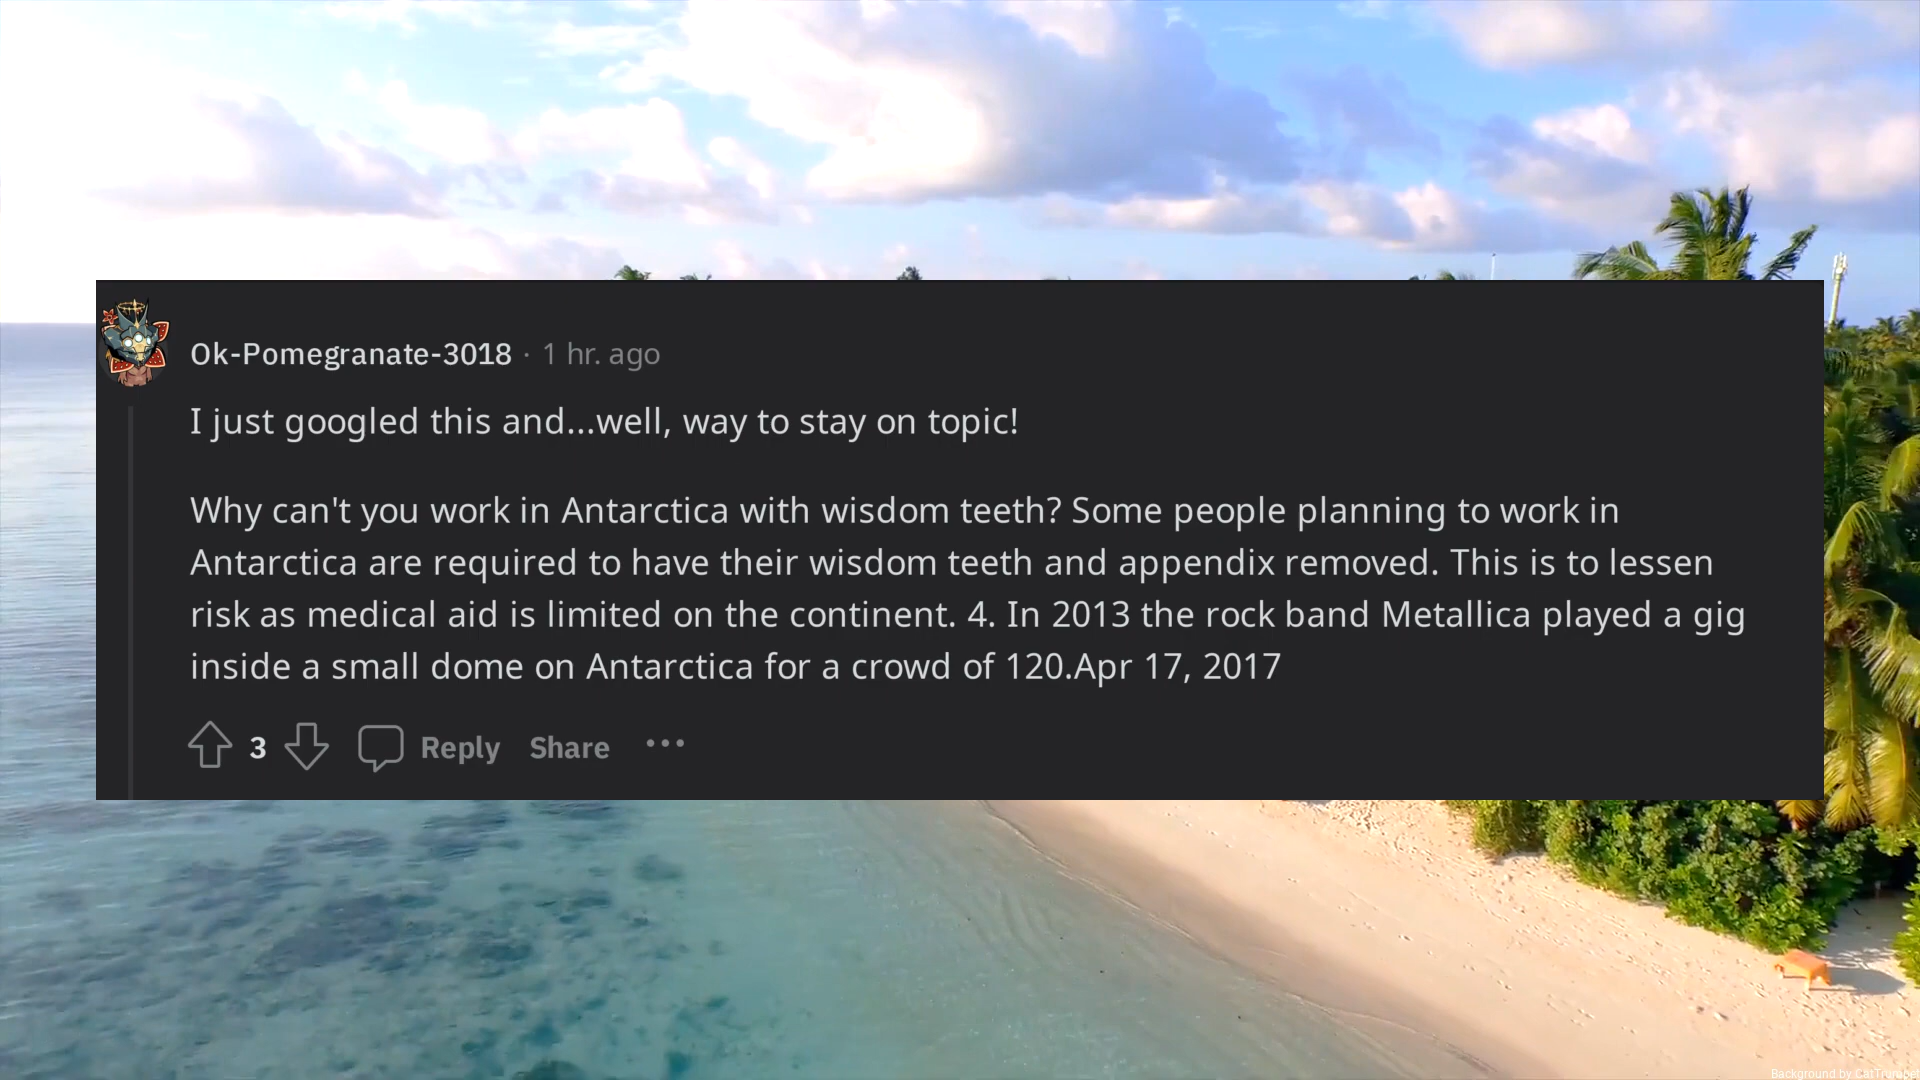 Ok-Pomegranate-3018 · 1 hr. ago
I just googled this and...well, way to stay on topic!
Why can't you work in Antarctica with wisdom teeth? Some people planning to work in
Antarctica are required to have their wisdom teeth and appendix removed. This is to lessen
risk as medical aid is limited on the continent. 4. In 2013 the rock band Metallica played a gig
inside a small dome on Antarctica for a crowd of 120.Apr 17, 2017
3 Reply Share ...
Background by CatTrumpet